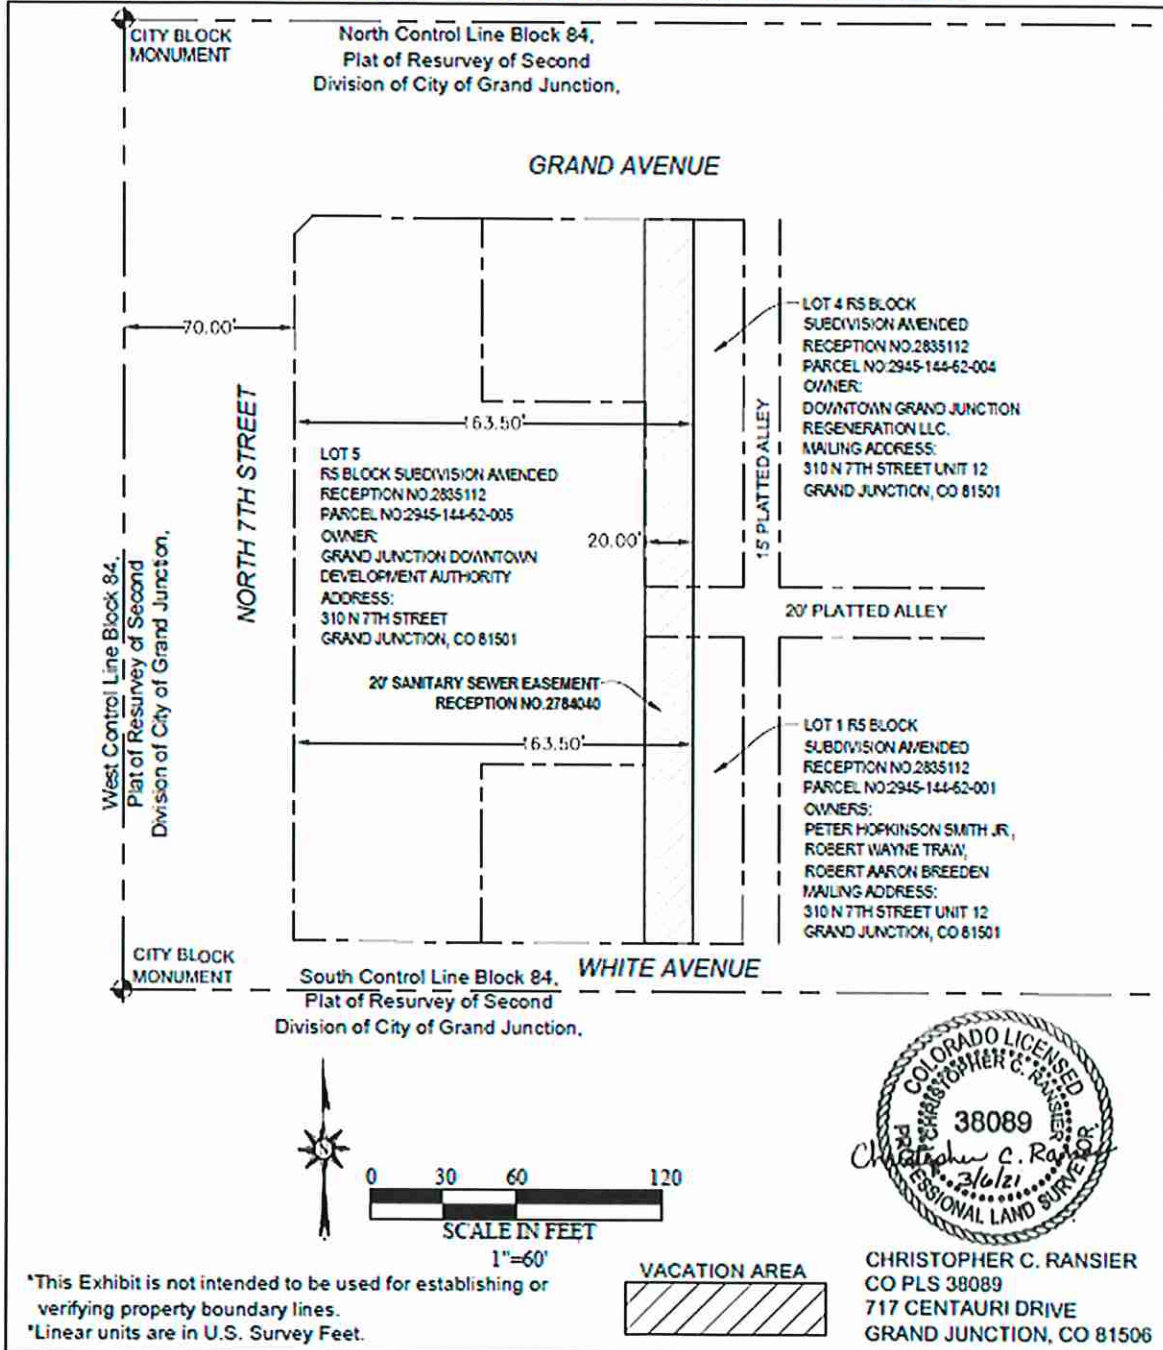 CITY BLOCK
MONUMENT
North Control Line Block 84,
Plat of Resurvey of Second
Division of City of Grand Junction,
GRAND AVENUE
70.00'
NORTH 7TH STREET
West Control Line Block 84,
Plat of Resurvey of Second
Division of City of Grand Junction,
163.50'
LOT 5
RS BLOCK SUBDIVISION AMENDED
RECEPTION NO.2835112
PARCEL NO:2945-144-62-005
OWNER:
GRAND JUNCTION DOWNTOWN
DEVELOPMENT AUTHORITY
ADDRESS:
310 N 7TH STREET
GRAND JUNCTION, CO 81501
20.00'
LOT 4 RS BLOCK
SUBDIVISION AMENDED
RECEPTION NO.2835112
PARCEL NO:2945-144-62-004
OWNER:
DOWNTOWN GRAND JUNCTION
REGENERATION LLC.
MAILING ADDRESS:
310 N 7TH STREET UNIT 12
GRAND JUNCTION, CO 81501
15 PLATTED ALLEY
20' PLATTED ALLEY
20' SANITARY SEWER EASEMENT
RECEPTION NO.2784040
163.50'
LOT 1 RS BLOCK
SUBDIVISION AMENDED
RECEPTION NO.2835112
PARCEL NO:2945-144-62-001
OWNERS:
PETER HOPKINSON SMITH JR,
ROBERT WAYNE TRAW,
ROBERT AARON BREEDEN
MAILING ADDRESS:
310 N 7TH STREET UNIT 12
GRAND JUNCTION, CO 81501
CITY BLOCK
MONUMENT
WHITE AVENUE
South Control Line Block 84,
Plat of Resurvey of Second
Division of City of Grand Junction,
COLORADO LICENSED
CHRISTOPHER C. RANSIER
38089
Christopher C. Ransier
3/6/21
PROFESSIONAL LAND SURVEYOR
0 30 60 120
SCALE IN FEET
1"=60'
*This Exhibit is not intended to be used for establishing or
verifying property boundary lines.
*Linear units are in U.S. Survey Feet.
VACATION AREA
CHRISTOPHER C. RANSIER
CO PLS 38089
717 CENTAURI DRIVE
GRAND JUNCTION, CO 81506